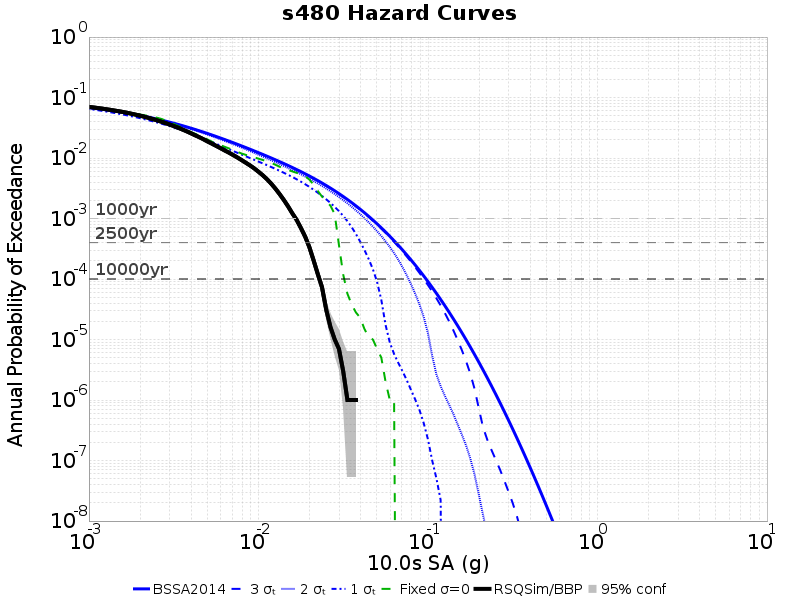 s480 Hazard Curves
Annual Probability of Exceedance
10^0
10^-1
10^-2
10^-3
10^-4
10^-5
10^-6
10^-7
10^-8
1000yr
2500yr
10000yr
10^-3 10^-2 10^-1 10^0 10^1
10.0s SA (g)
BSSA2014 3 σₜ 2 σₜ 1 σₜ Fixed σ=0 RSQSim/BBP 95% conf